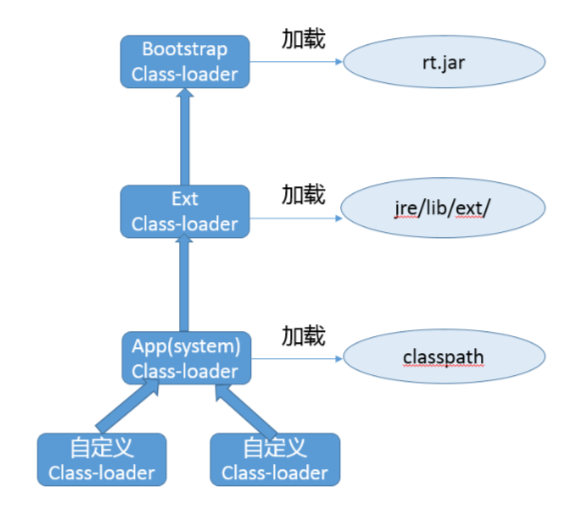 Bootstrap
Class-loader
加载
rt.jar
Ext
Class-loader
加载
jre/lib/ext/
App(system)
Class-loader
加载
classpath
自定义
Class-loader
自定义
Class-loader